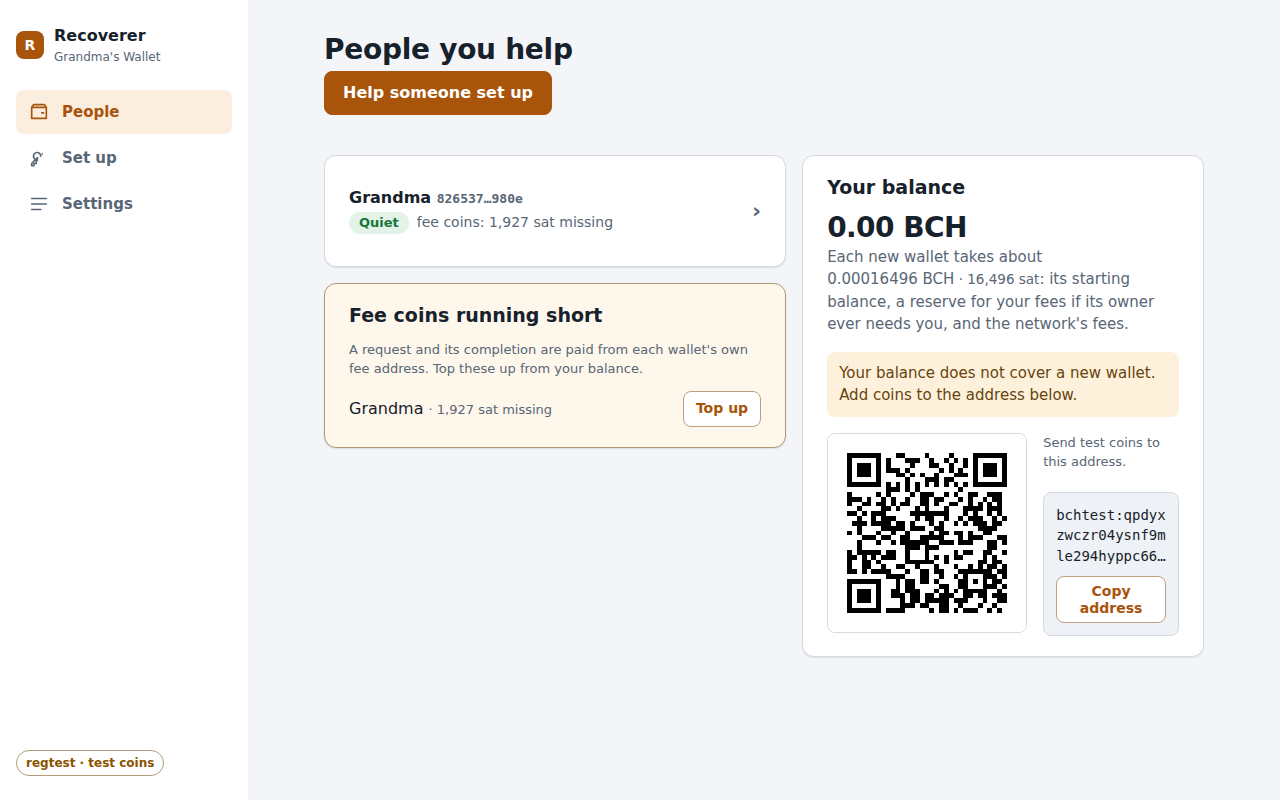 R
Recoverer
Grandma's Wallet
People
Set up
Settings
regtest · test coins
People you help
Help someone set up
Grandma 826537…980e
Quiet fee coins: 1,927 sat missing
›
Fee coins running short
A request and its completion are paid from each wallet's own
fee address. Top these up from your balance.
Grandma · 1,927 sat missing
Top up
Your balance
0.00 BCH
Each new wallet takes about
0.00016496 BCH · 16,496 sat: its starting
balance, a reserve for your fees if its owner
ever needs you, and the network's fees.
Your balance does not cover a new wallet.
Add coins to the address below.
Send test coins to
this address.
bchtest:qpdyx
zwczr04ysnf9m
le294hyppc66…
Copy
address